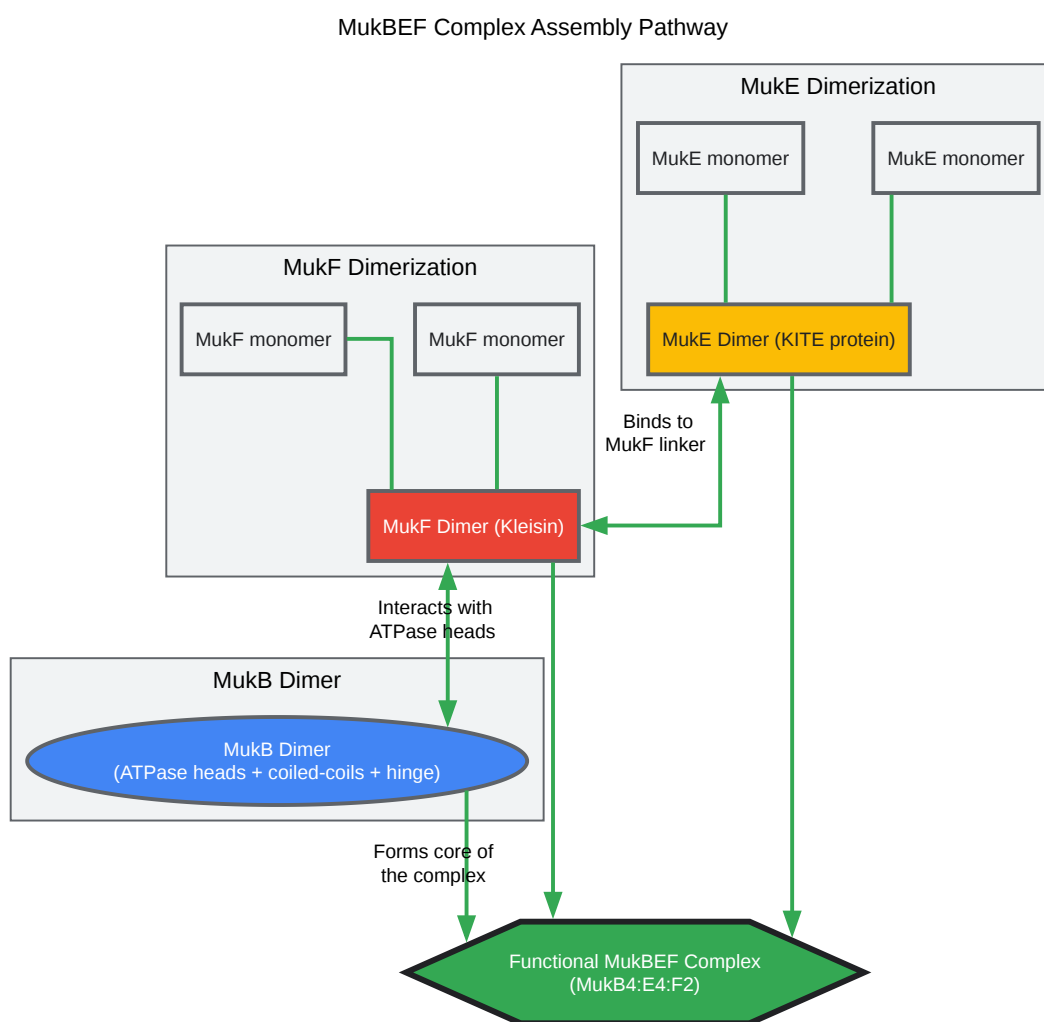 MukBEF Complex Assembly Pathway
MukE Dimerization
MukE monomer
MukE monomer
MukF Dimerization
MukF monomer
MukF monomer
MukE Dimer (KITE protein)
Binds to
MukF linker
MukF Dimer (Kleisin)
Interacts with
ATPase heads
MukB Dimer
MukB Dimer
(ATPase heads + coiled-coils + hinge)
Forms core of
the complex
Functional MukBEF Complex
(MukB4:E4:F2)